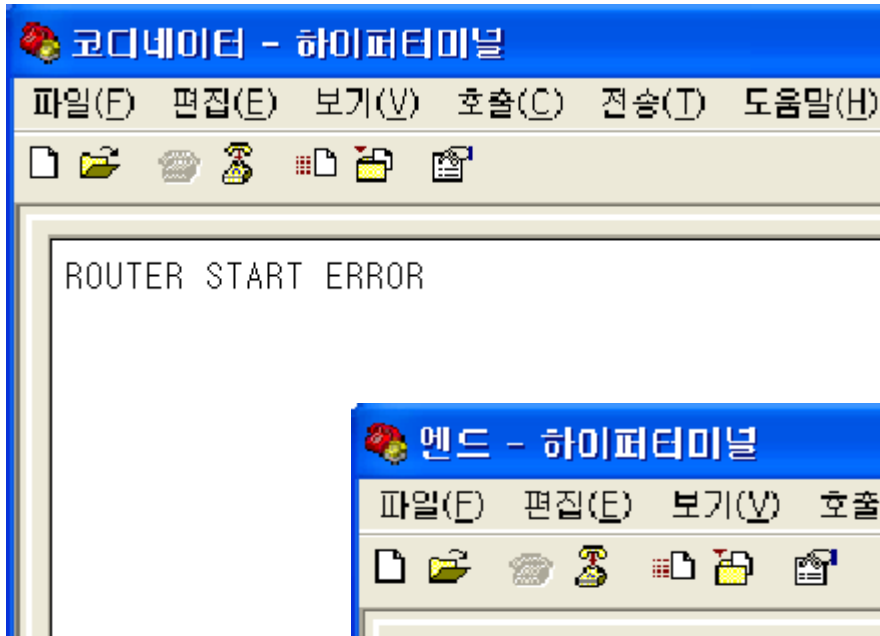 코디네이터 - 하이퍼터미널
파일(F) 편집(E) 보기(V) 호출(C) 전송(T) 도움말(H)
ROUTER START ERROR
엔드 - 하이퍼터미널
파일(F) 편집(E) 보기(V) 호출